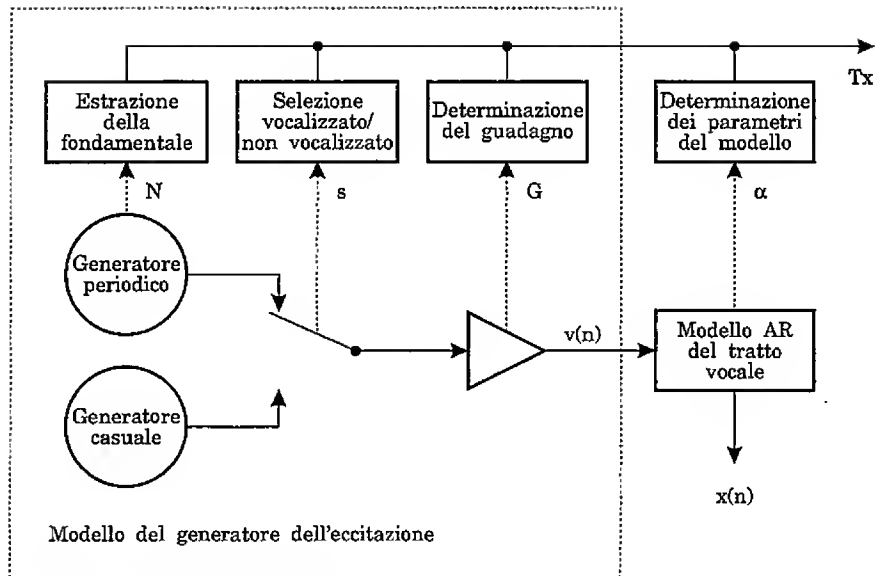 Tx
Estrazione
della
fondamentale
Selezione
vocalizzato/
non vocalizzato
Determinazione
del guadagno
Determinazione
dei parametri
del modello
N
s
G
α
Generatore
periodico
v(n)
Modello AR
del tratto
vocale
Generatore
casuale
x(n)
Modello del generatore dell'eccitazione